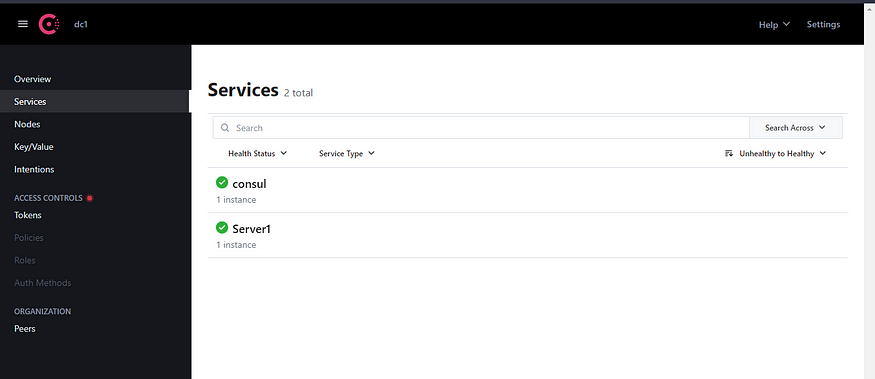 dc1
Help
Settings
Overview
Services
Nodes
Key/Value
Intentions
ACCESS CONTROLS
Tokens
Policies
Roles
Auth Methods
ORGANIZATION
Peers
Services 2 total
Search
Search Across
Health Status
Service Type
Unhealthy to Healthy
consul
1 instance
Server1
1 instance